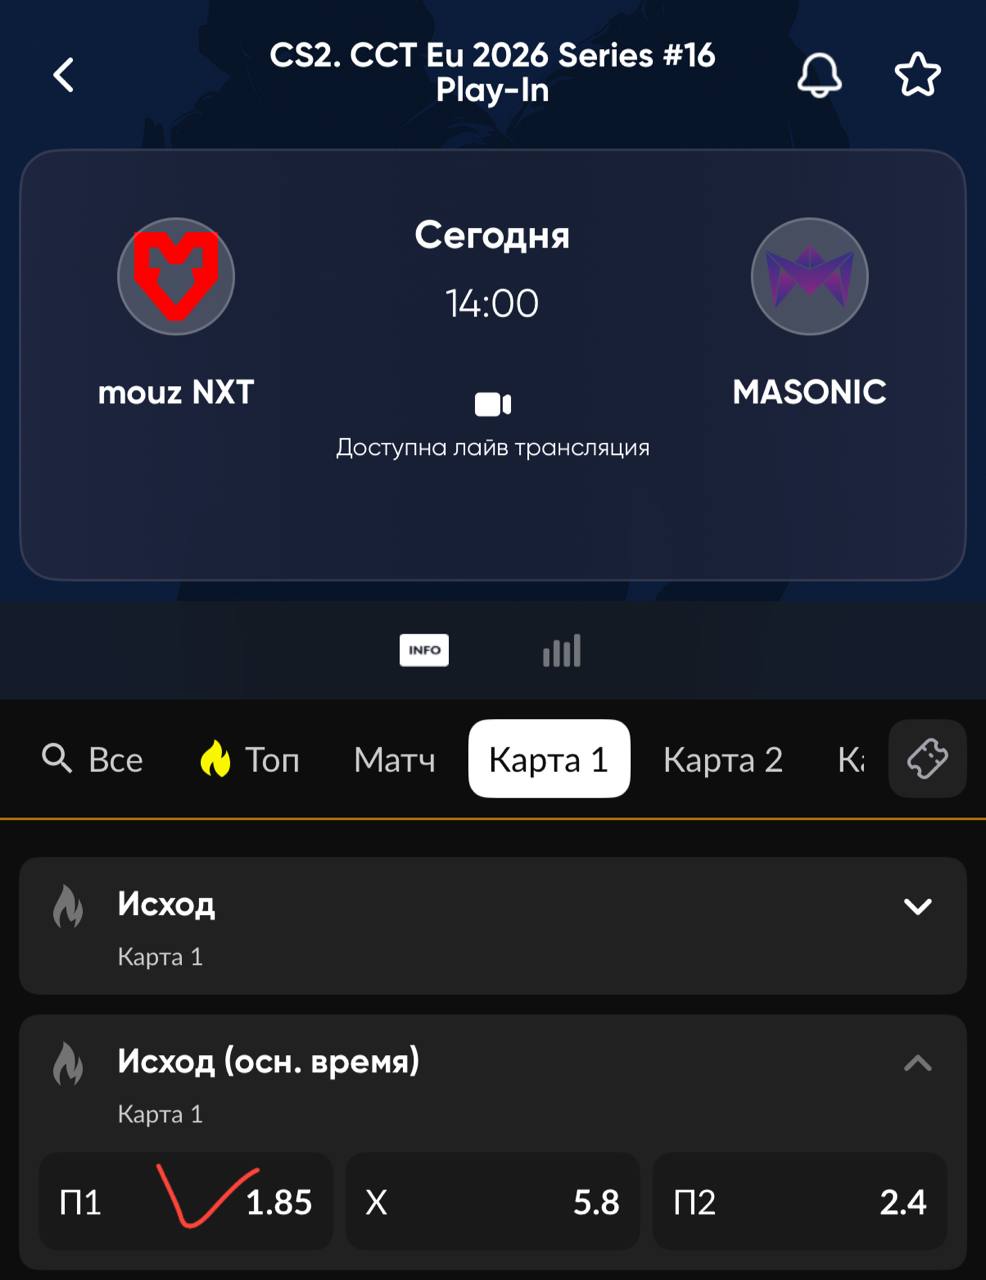 CS2. CCT Eu 2026 Series #16
Play-In
Сегодня
14:00
mouz NXT
MASONIC
Доступна лайв трансляция
INFO
Все
Топ
Матч
Карта 1
Карта 2
Ка
Исход
Карта 1
Исход (осн. время)
Карта 1
П1 1.85
X 5.8
П2 2.4